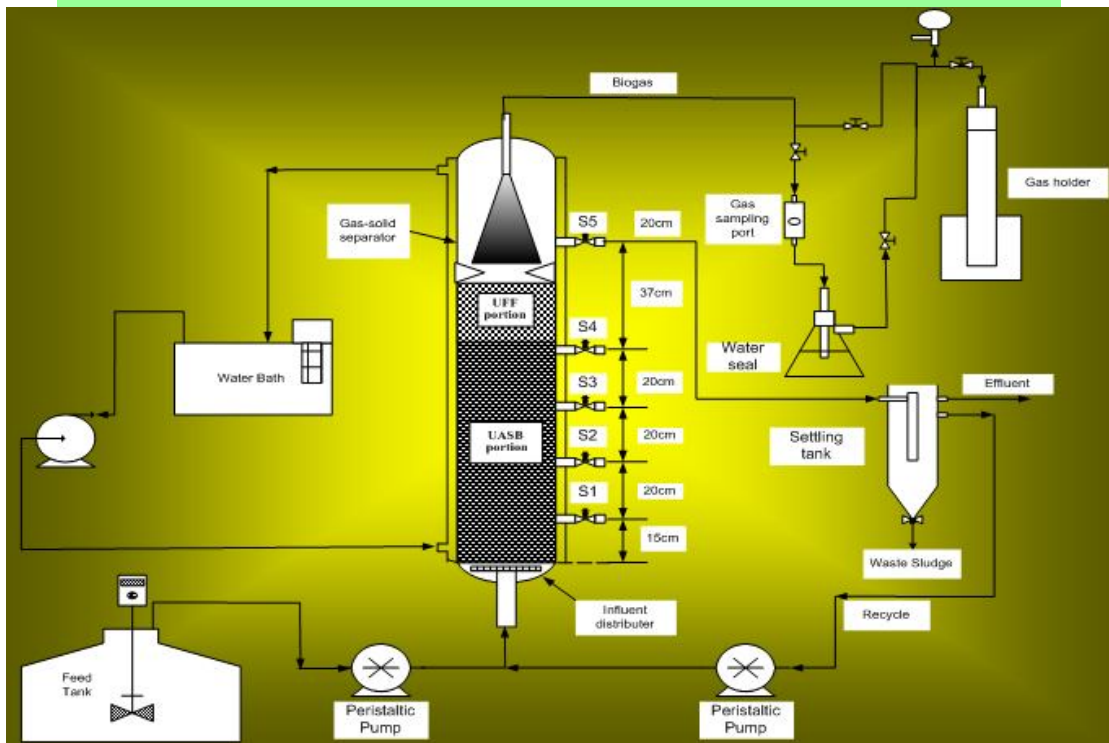 Biogas
Gas holder
Gas-solid
separator
S5
20cm
Gas
sampling
port
37cm
UFF
portion
S4
Water
seal
Water Bath
20cm
S3
Effluent
UASB
portion
S2
20cm
Settling
tank
S1
20cm
15cm
Waste Sludge
Influent
distributer
Recycle
Feed
Tank
Peristaltic
Pump
Peristaltic
Pump